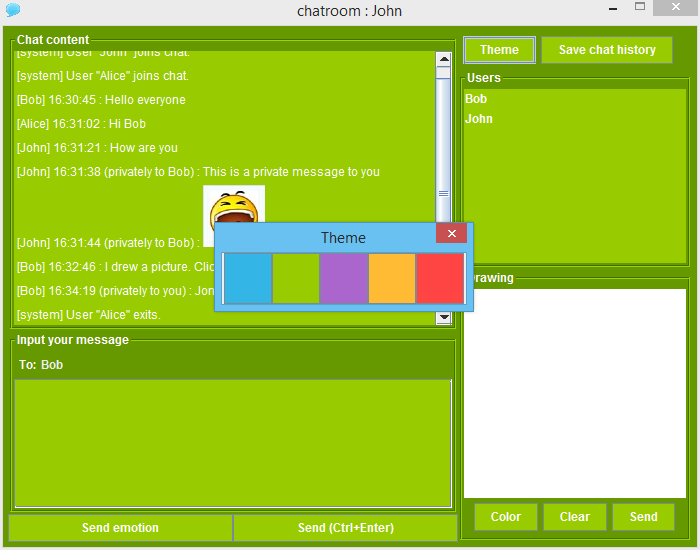 chatroom : John
Chat content
[system] User "John" joins chat.
[system] User "Alice" joins chat.
[Bob] 16:30:45 : Hello everyone
[Alice] 16:31:02 : Hi Bob
[John] 16:31:21 : How are you
[John] 16:31:38 (privately to Bob) : This is a private message to you
[John] 16:31:44 (privately to Bob) :
[Bob] 16:32:46 : I drew a picture.
[Bob] 16:34:19 (privately to you) :
[system] User "Alice" exits.
Theme
Input your message
To: Bob
Send emotion
Send (Ctrl+Enter)
Theme
Save chat history
Users
Bob
John
Drawing
Color
Clear
Send